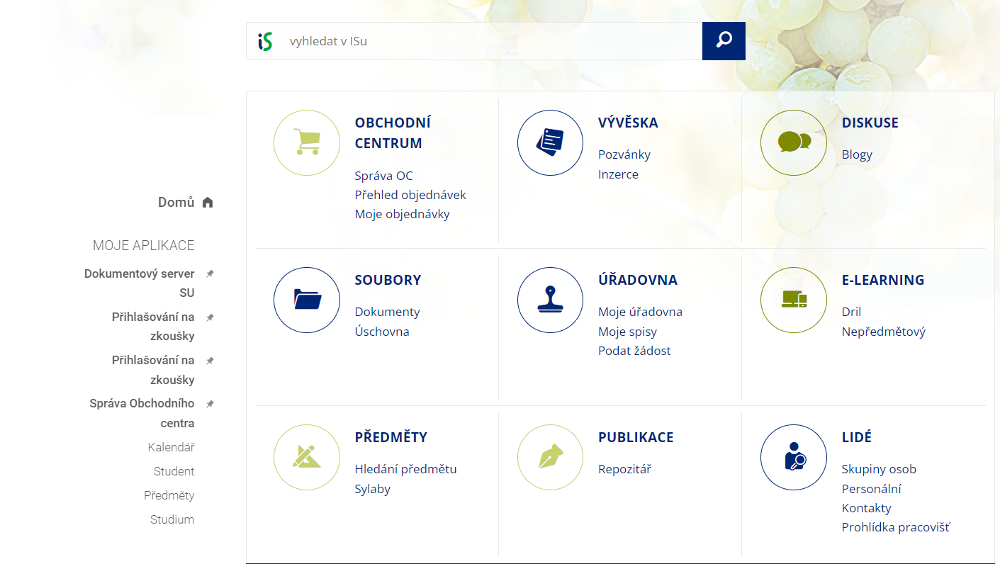 iS vyhledat v ISu
Domů
MOJE APLIKACE
Dokumentový server
SU
Přihlašování na
zkoušky
Přihlašování na
zkoušky
Správa Obchodního
centra
Kalendář
Student
Předměty
Studium
OBCHODNÍ
CENTRUM
Správa OC
Přehled objednávek
Moje objednávky
VÝVĚSKA
Pozvánky
Inzerce
DISKUSE
Blogy
SOUBORY
Dokumenty
Úschovna
ÚŘADOVNA
Moje úřadovna
Moje spisy
Podat žádost
E-LEARNING
Dril
Nepředmětový
PŘEDMĚTY
Hledání předmětu
Sylaby
PUBLIKACE
Repozitář
LIDÉ
Skupiny osob
Personální
Kontakty
Prohlídka pracovišť